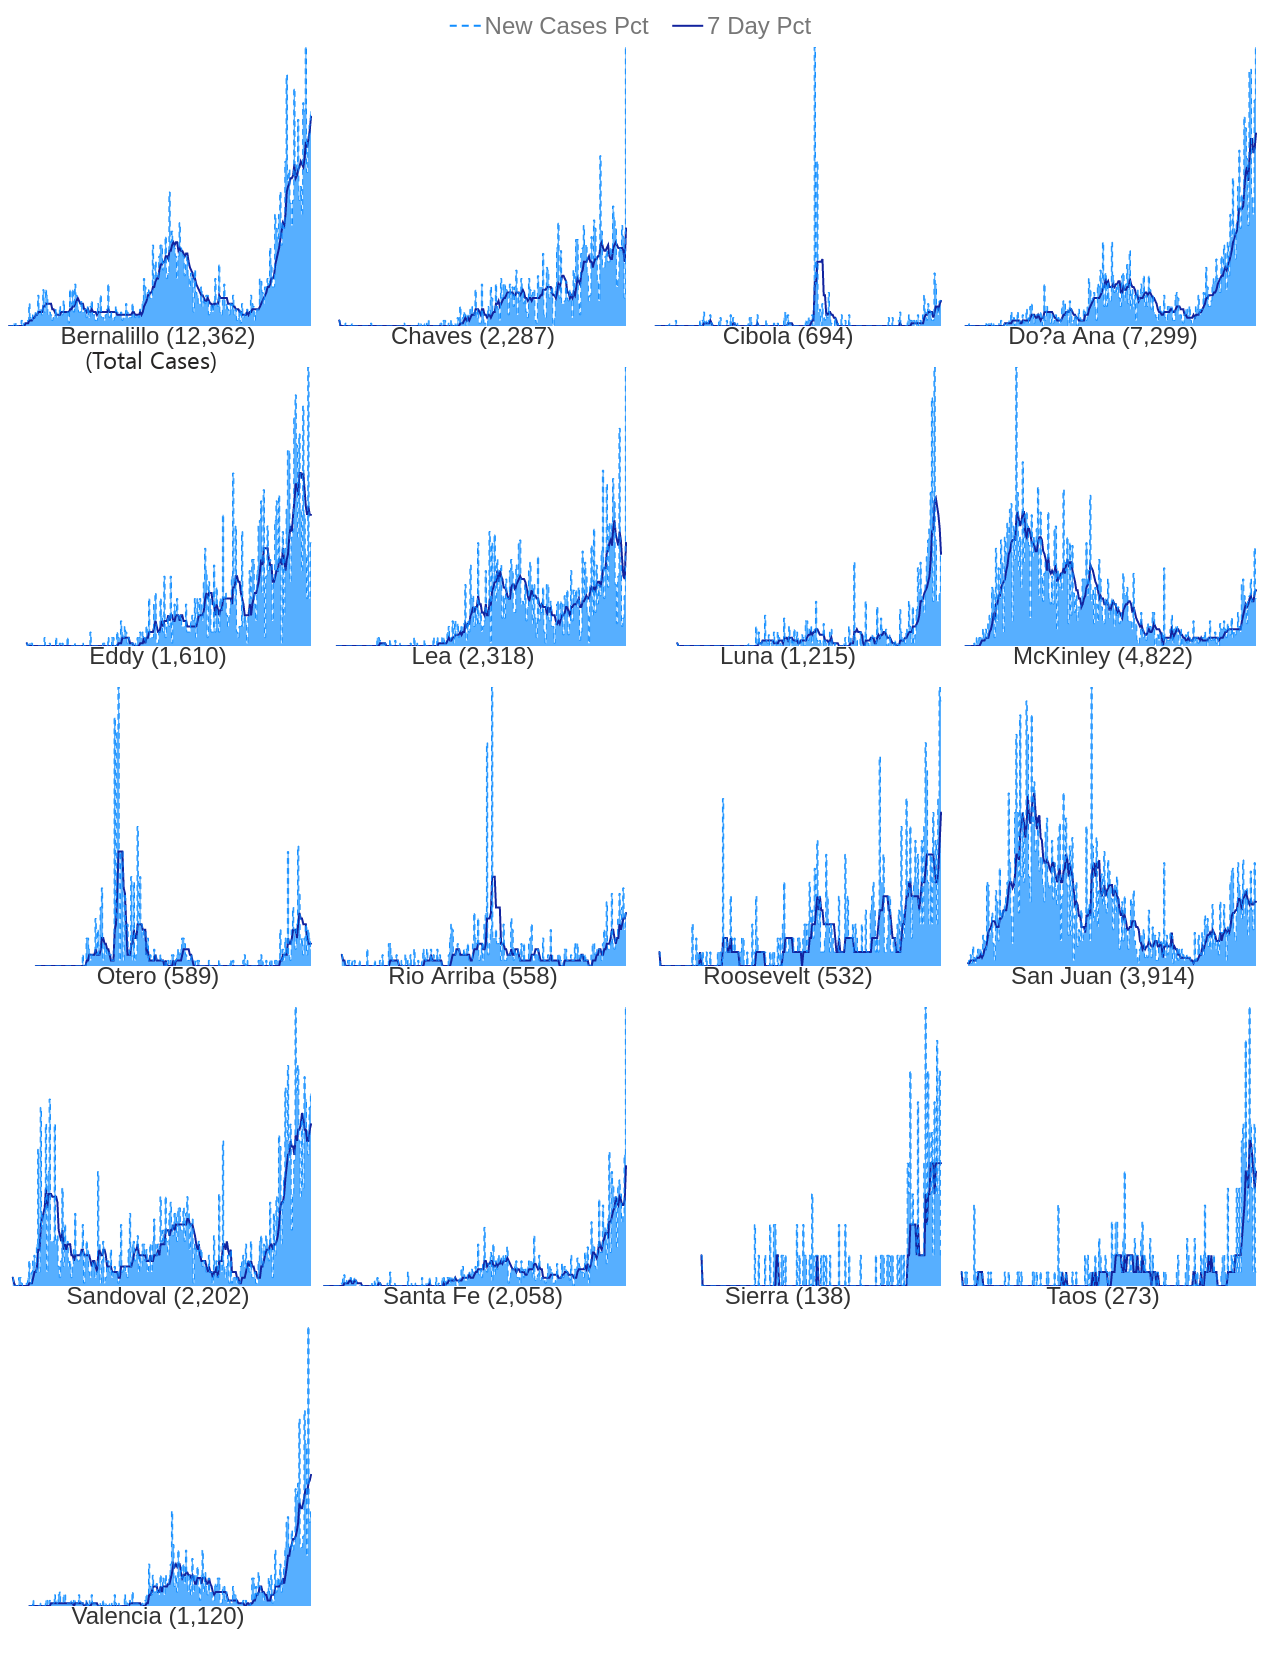 New Cases Pct 7 Day Pct
Bernalillo (12,362) Chaves (2,287) Cibola (694) Do?a Ana (7,299)
(Total Cases)
Eddy (1,610) Lea (2,318) Luna (1,215) McKinley (4,822)
Otero (589) Rio Arriba (558) Roosevelt (532) San Juan (3,914)
Sandoval (2,202) Santa Fe (2,058) Sierra (138) Taos (273)
Valencia (1,120)